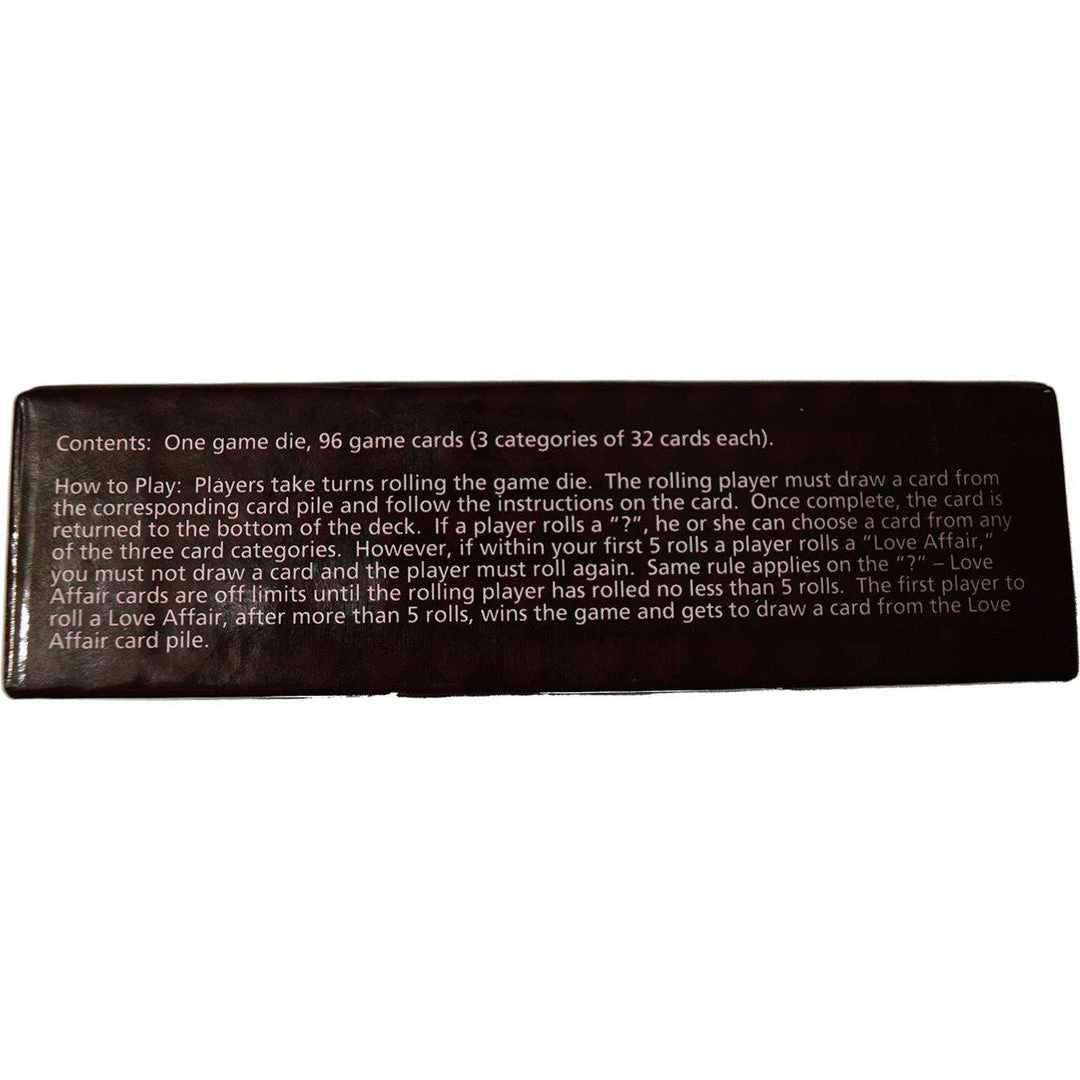 Contents: One game die, 96 game cards (3 categories of 32 cards each).
How to Play: Players take turns rolling the game die. The rolling player must draw a card from
the corresponding card pile and follow the instructions on the card. Once complete, the card is
returned to the bottom of the deck. If a player rolls a “?”, he or she can choose a card from any
of the three card categories. However, if within your first 5 rolls a player rolls a “Love Affair,”
you must not draw a card and the player must roll again. Same rule applies on the “?” – Love
Affair cards are off limits until the rolling player has rolled no less than 5 rolls. The first player to
roll a Love Affair, after more than 5 rolls, wins the game and gets to draw a card from the Love
Affair card pile.